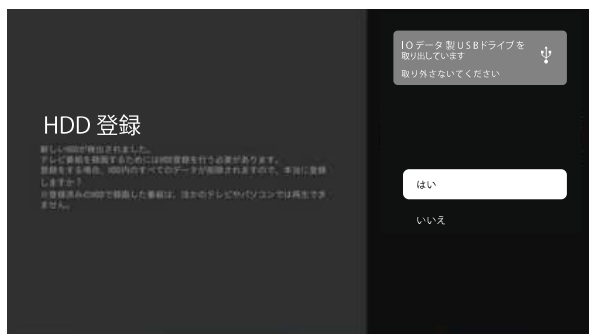 HDD 登録
新しいHDDが検出されました。
テレビ番組を録画するためにはHDD登録を行う必要があります。
登録をする場合、HDD内のすべてのデータが削除されますので、本当に登録
しますか？
※登録済みのHDDで録画した番組は、ほかのテレビやパソコンでは再生でき
ません。
IOデータ製USBドライブを
取り出しています
取り外さないでください
はい
いいえ